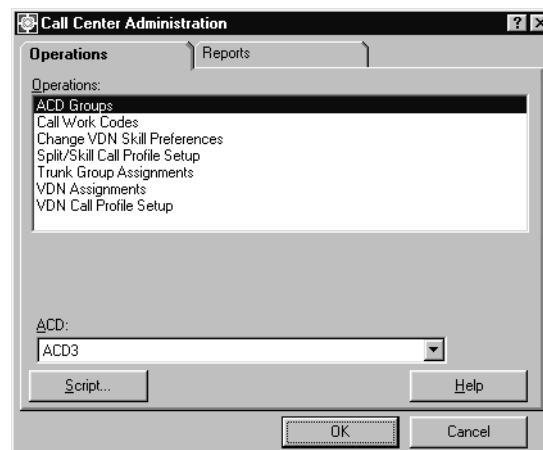 Call Center Administration
Operations
Reports
Operations:
ACD Groups
Call Work Codes
Change VDN Skill Preferences
Split/Skill Call Profile Setup
Trunk Group Assignments
VDN Assignments
VDN Call Profile Setup
ACD:
ACD3
Script...
Help
OK
Cancel